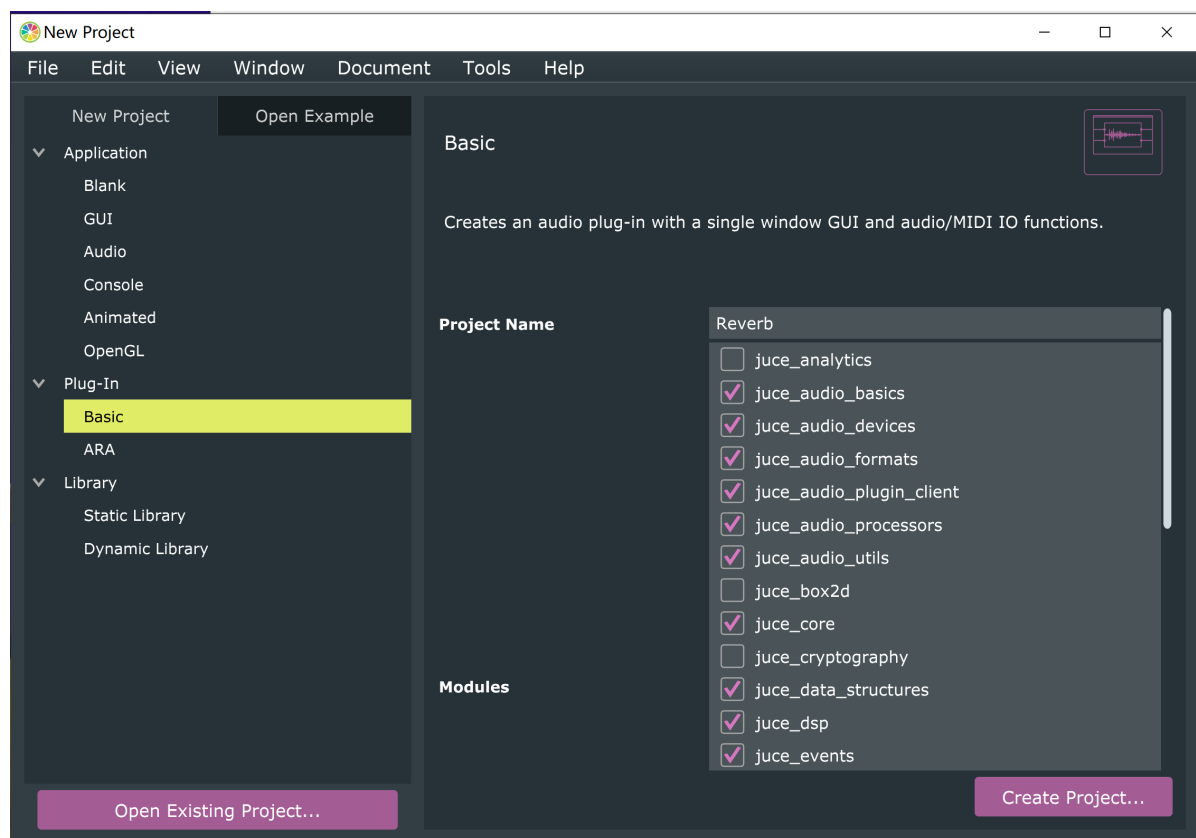 New Project
File Edit View Window Document Tools Help
New Project Open Example
Application
Blank
GUI
Audio
Console
Animated
OpenGL
Plug-In
Basic
ARA
Library
Static Library
Dynamic Library
Open Existing Project...
Basic
Creates an audio plug-in with a single window GUI and audio/MIDI IO functions.
Project Name
Reverb
Modules
juce_analytics
juce_audio_basics
juce_audio_devices
juce_audio_formats
juce_audio_plugin_client
juce_audio_processors
juce_audio_utils
juce_box2d
juce_core
juce_cryptography
juce_data_structures
juce_dsp
juce_events
Create Project...